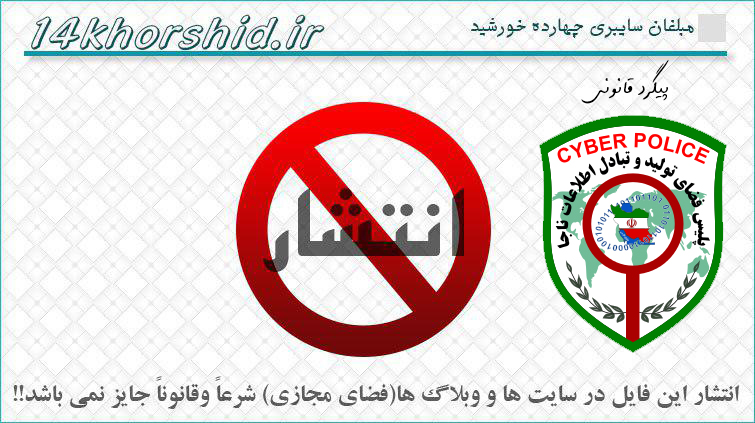 14khorshid.ir
مبلغان سایبری چهارده خورشید
پیگرد قانونی
CYBER POLICE
پلیس فضای تولید و تبادل اطلاعات ناجا
انتشار
انتشار این فایل در سایت ها و وبلاگ ها(فضای مجازی) شرعاً وقانوناً جایز نمی باشد!!